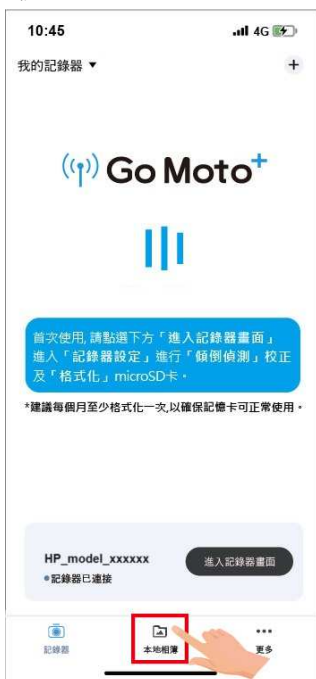 10:45 4G
我的記錄器 ▼ +
Go Moto+
首次使用, 請點選下方「進入記錄器畫面」
進入「記錄器設定」進行「傾倒偵測」校正
及「格式化」microSD卡。
*建議每個月至少格式化一次,以確保記憶卡可正常使用。
HP_model_xxxxxx
進入記錄器畫面
●記錄器已連接
記錄器 本地相簿 更多